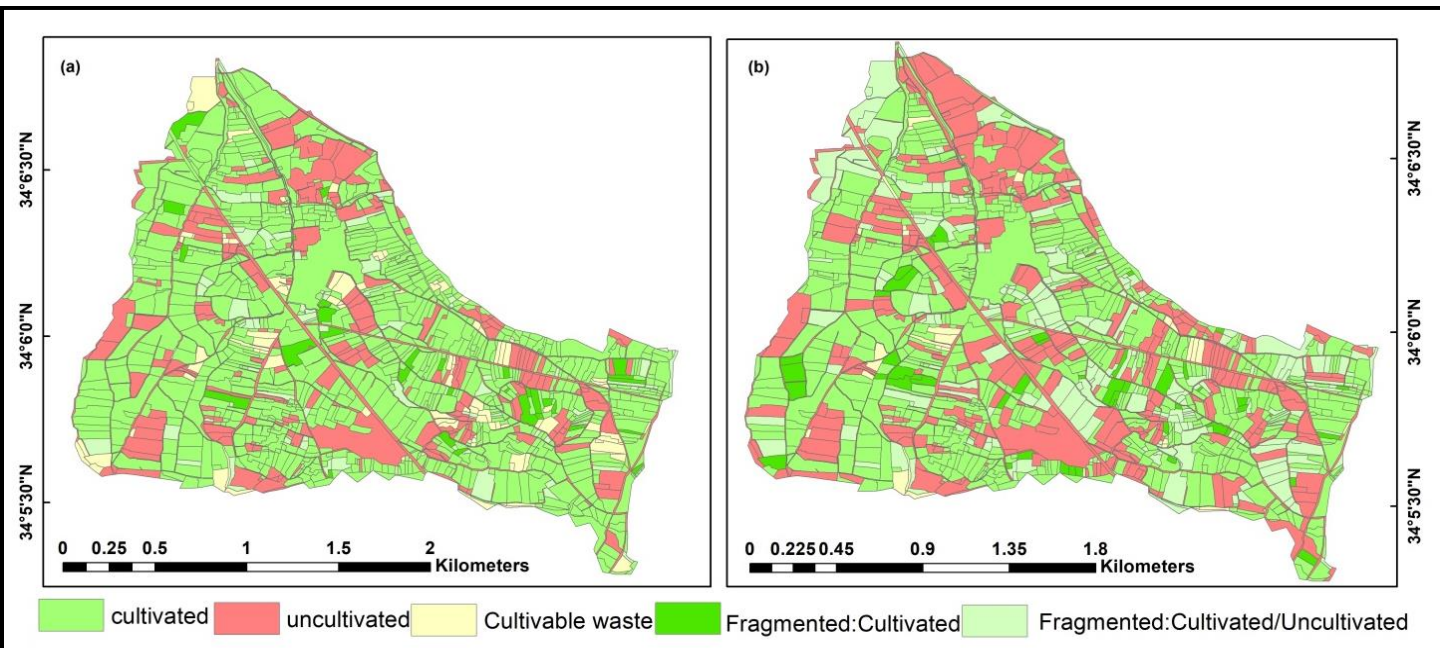 (a)
(b)
34°6'30"N
34°6'0"N
34°5'30"N
34°6'30"N
34°6'0"N
34°5'30"N
0 0.25 0.5 1 1.5 2 Kilometers
0 0.225 0.45 0.9 1.35 1.8 Kilometers
cultivated uncultivated Cultivable waste Fragmented:Cultivated Fragmented:Cultivated/Uncultivated